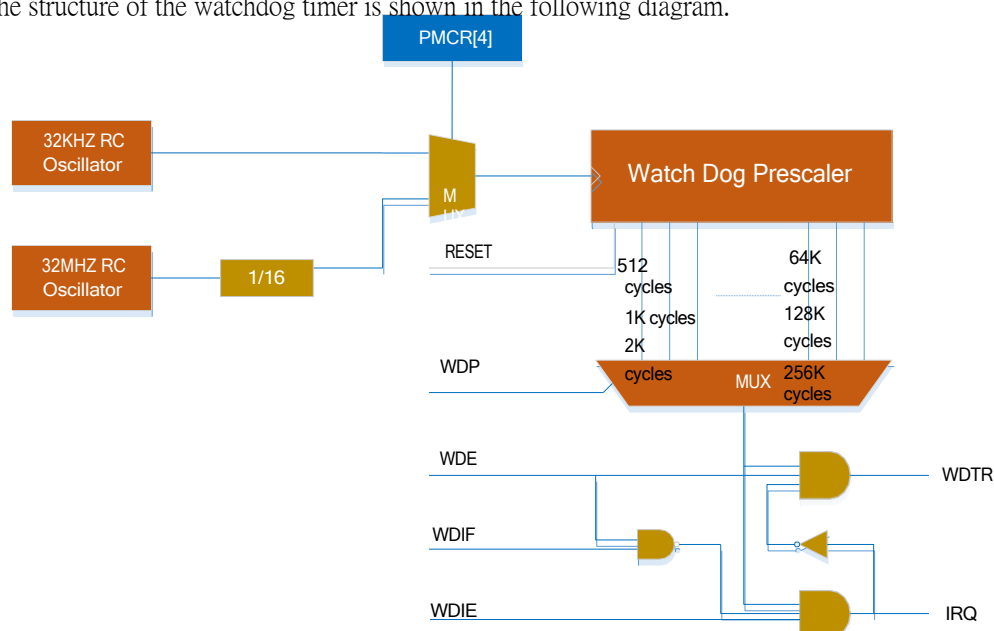 he structure of the watchdog timer is shown in the following diagram.
PMCR[4]
32KHZ RC
Oscillator
M
UX
Watch Dog Prescaler
32MHZ RC
Oscillator
1/16
RESET
512
cycles
1K cycles
2K
cycles
64K
cycles
128K
cycles
256K
cycles
WDP
MUX
WDE
WDTR
WDIF
WDIE
IRQ